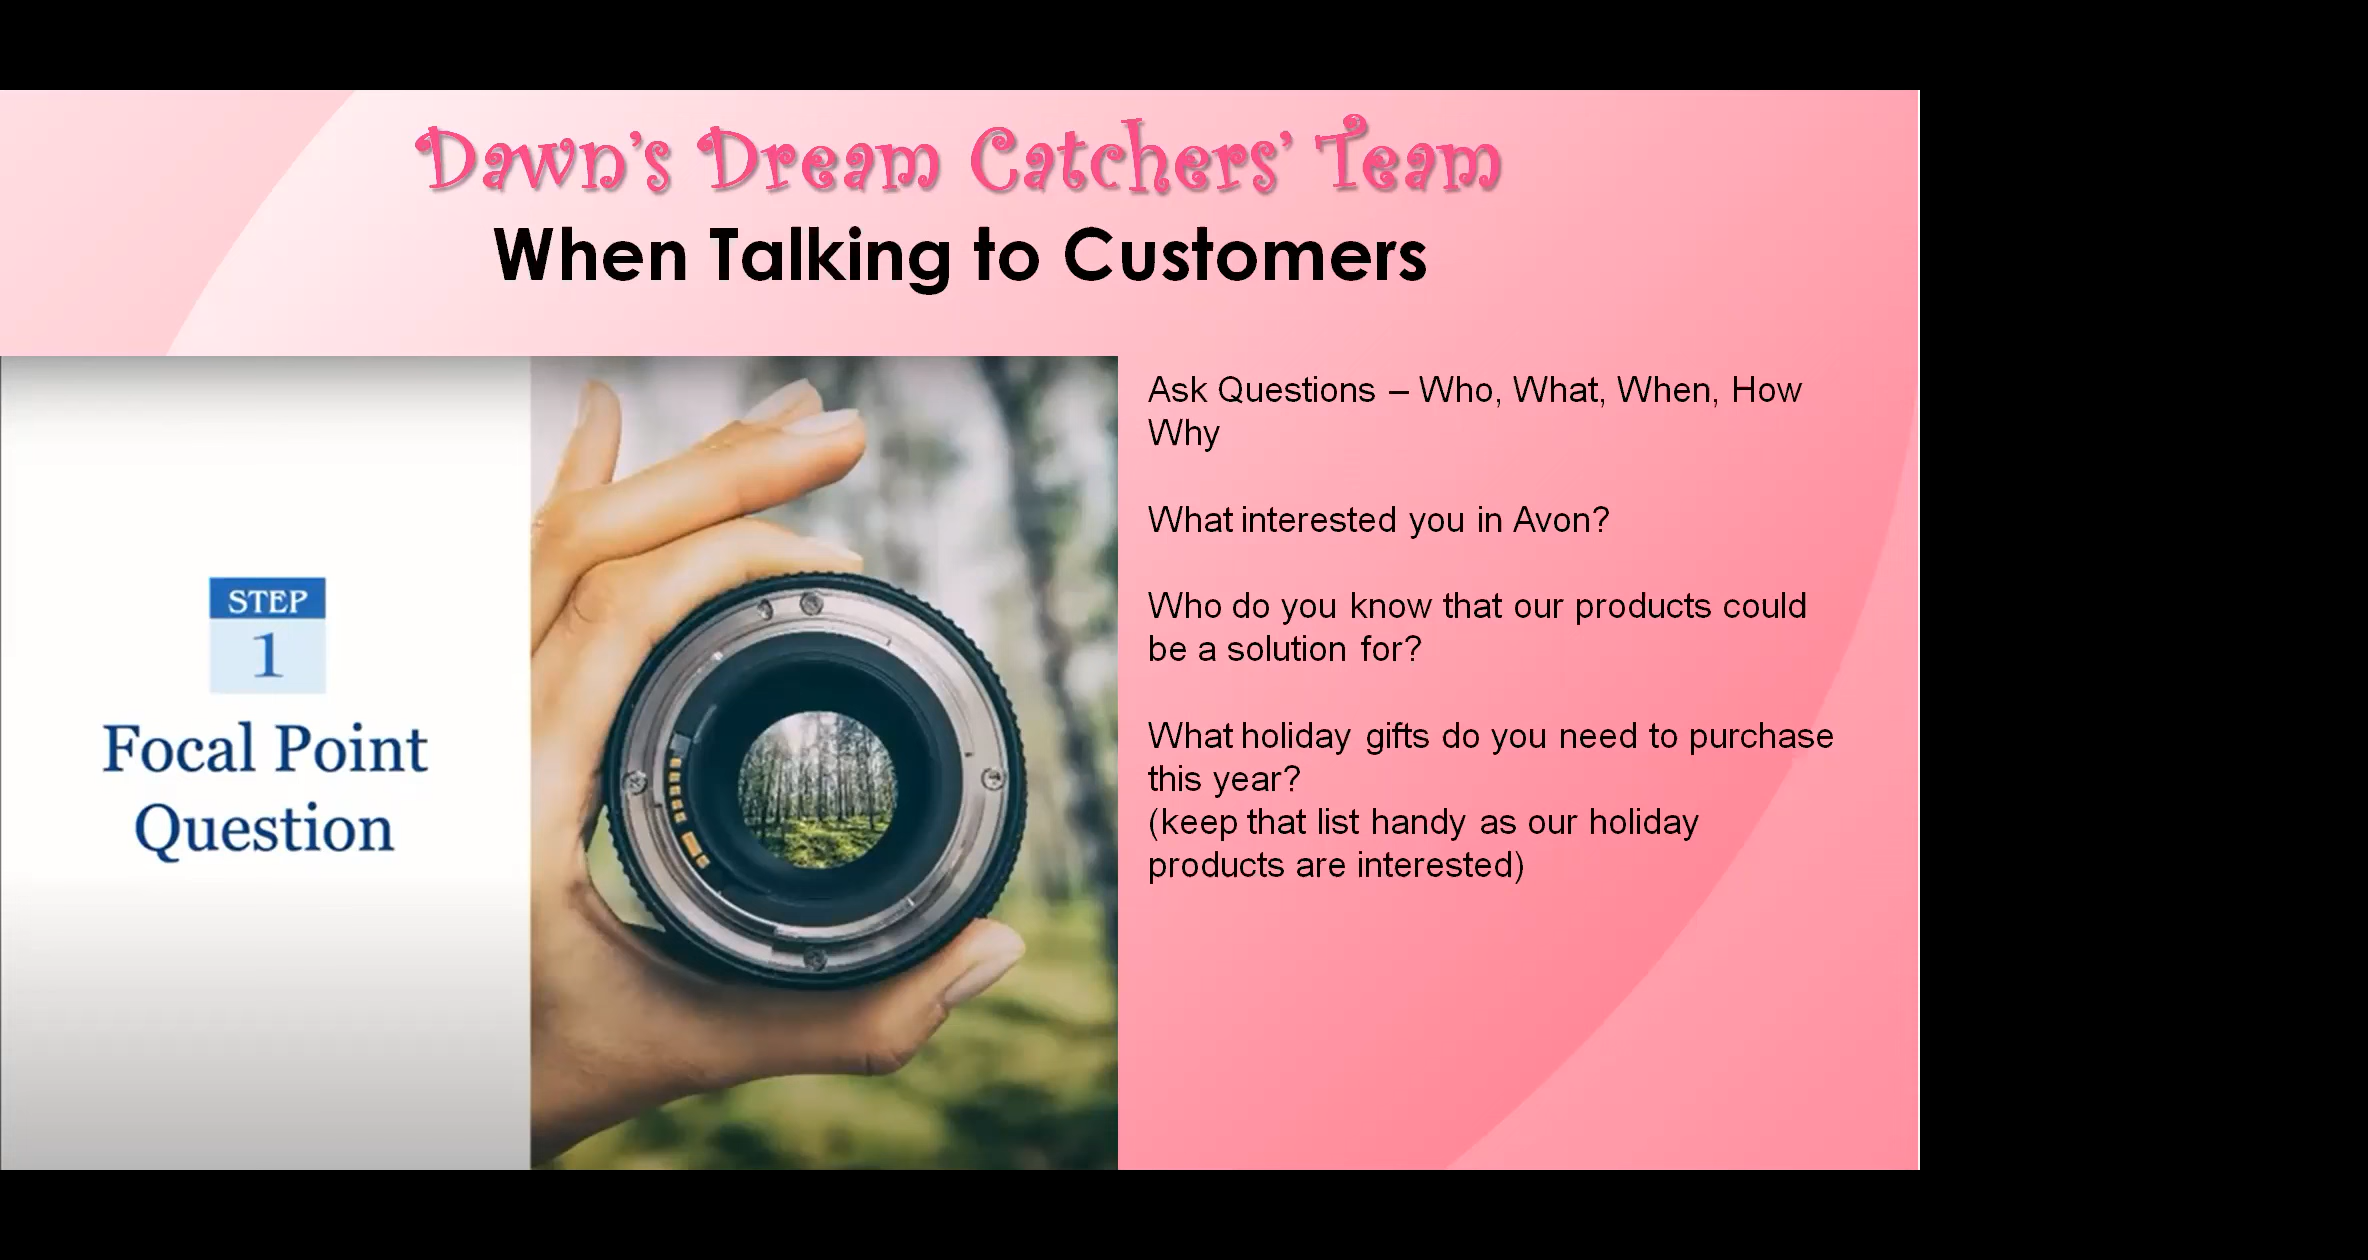 Dawn's Dream Catchers' Team
When Talking to Customers
STEP
1
Focal Point
Question
Ask Questions – Who, What, When, How
Why
What interested you in Avon?
Who do you know that our products could
be a solution for?
What holiday gifts do you need to purchase
this year?
(keep that list handy as our holiday
products are interested)